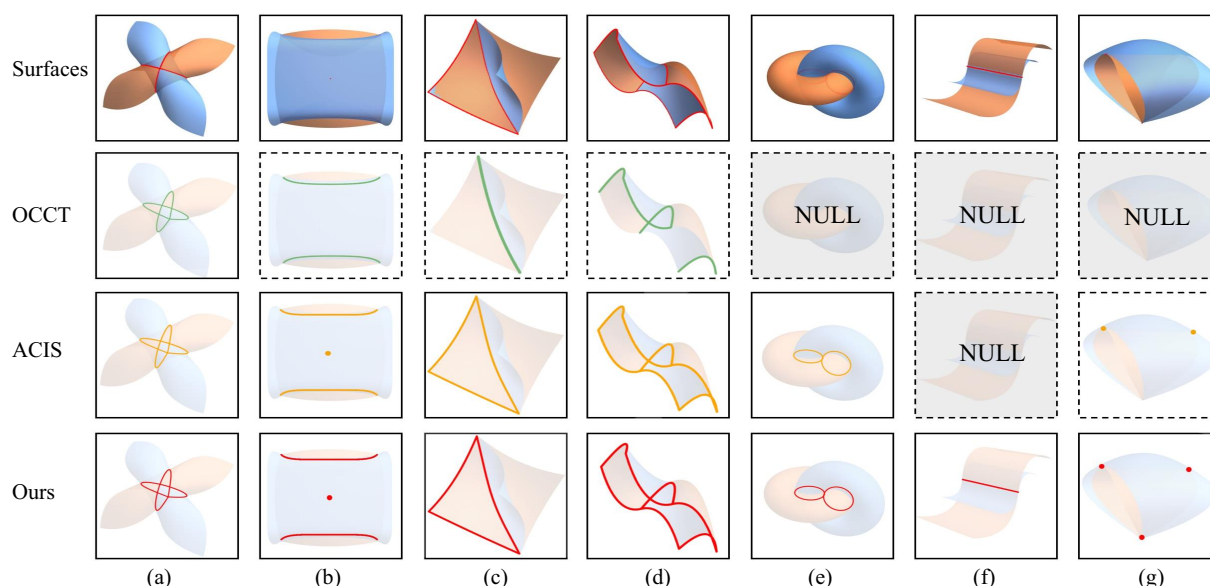 Surfaces
OCCT NULL NULL NULL
ACIS NULL
Ours
(a) (b) (c) (d) (e) (f) (g)